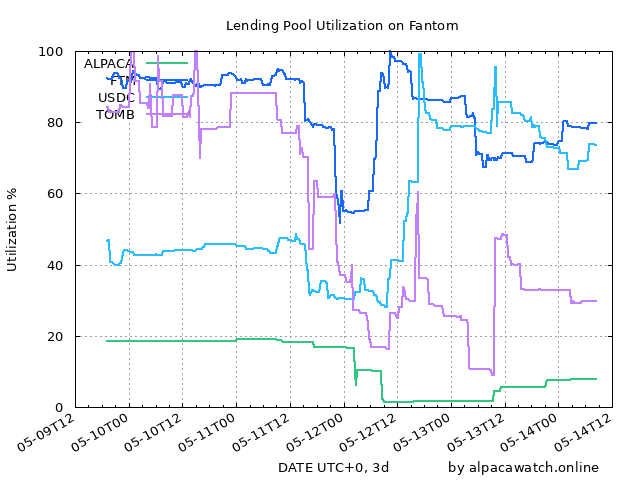 Lending Pool Utilization on Fantom
100
80
60
40
20
0
Utilization %
ALPACA
FTM
USDC
TOMB
05-09T12
05-10T00
05-10T12
05-11T00
05-11T12
05-12T00
05-12T12
05-13T00
05-13T12
05-14T00
05-14T12
DATE UTC+0, 3d
by alpacawatch.online